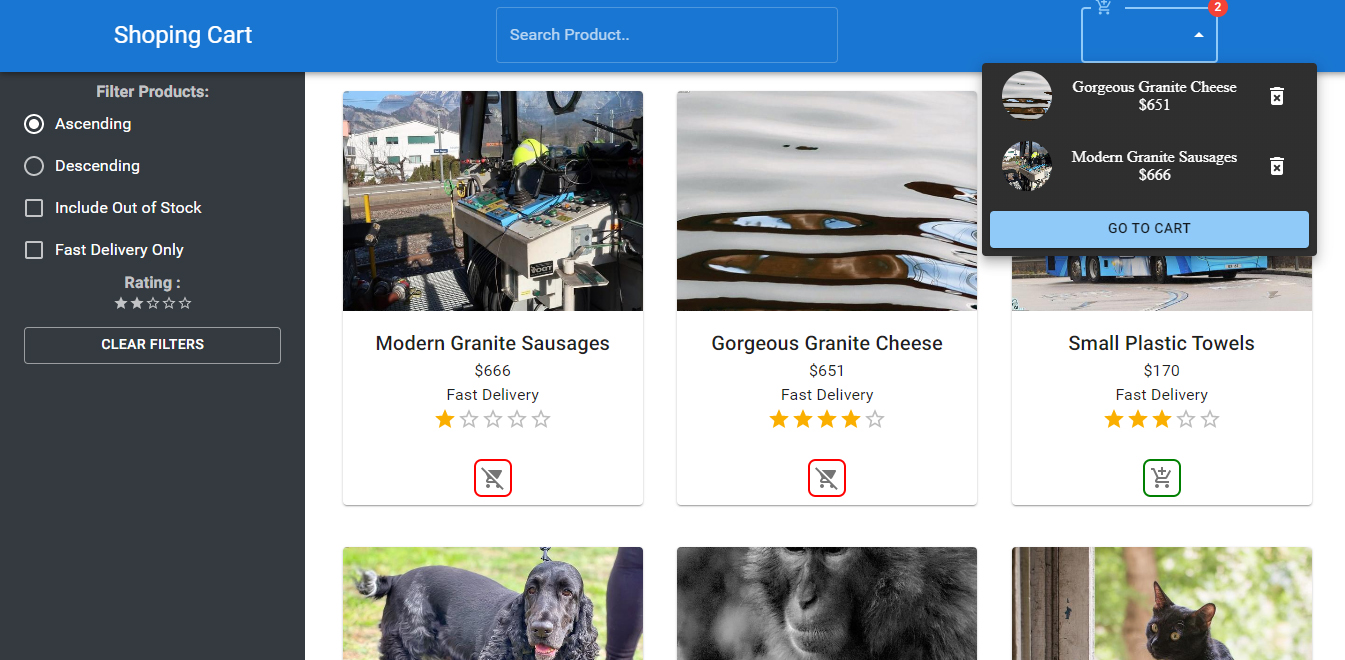 Shoping Cart
Search Product..
2
Filter Products:
Ascending
Descending
Include Out of Stock
Fast Delivery Only
Rating :
CLEAR FILTERS
Gorgeous Granite Cheese
$651
Modern Granite Sausages
$666
GO TO CART
Modern Granite Sausages
$666
Fast Delivery
Gorgeous Granite Cheese
$651
Fast Delivery
Small Plastic Towels
$170
Fast Delivery